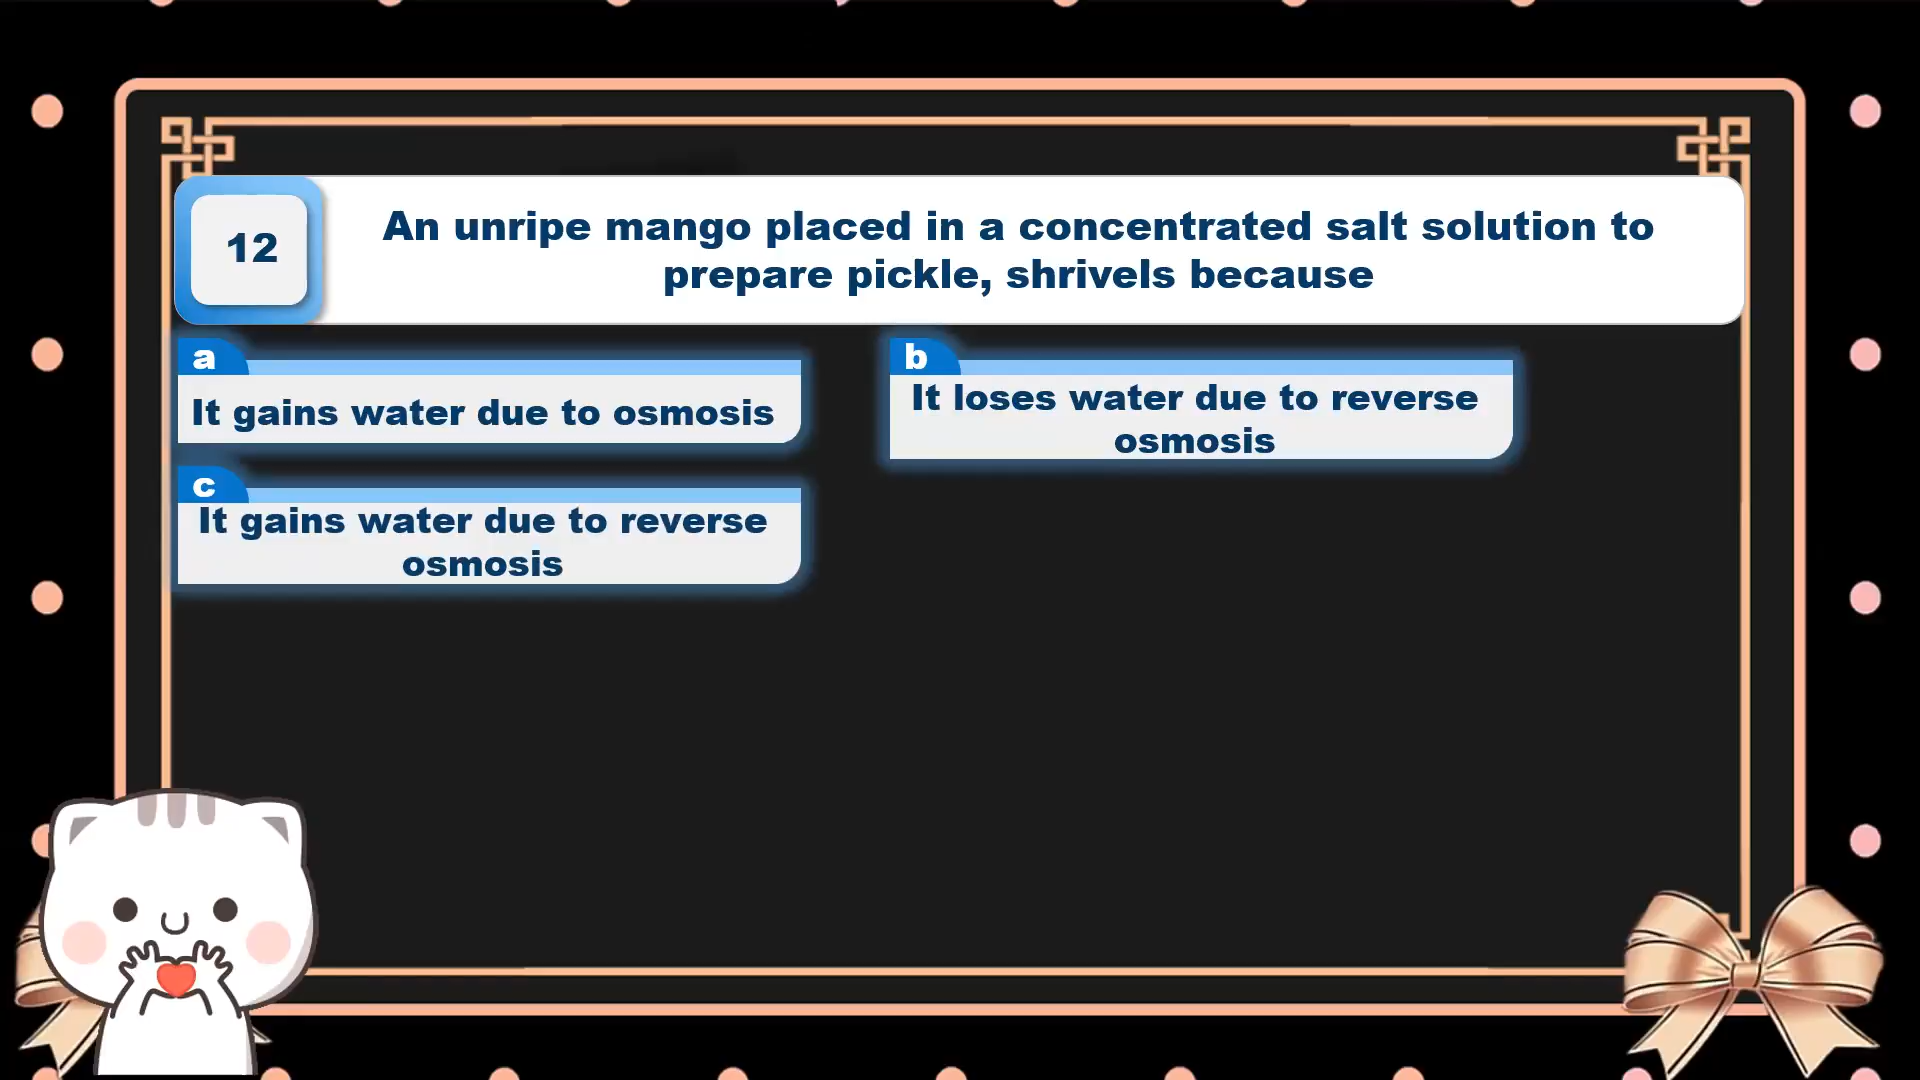 12
An unripe mango placed in a concentrated salt solution to
prepare pickle, shrivels because
a
It gains water due to osmosis
b
It loses water due to reverse
osmosis
c
It gains water due to reverse
osmosis